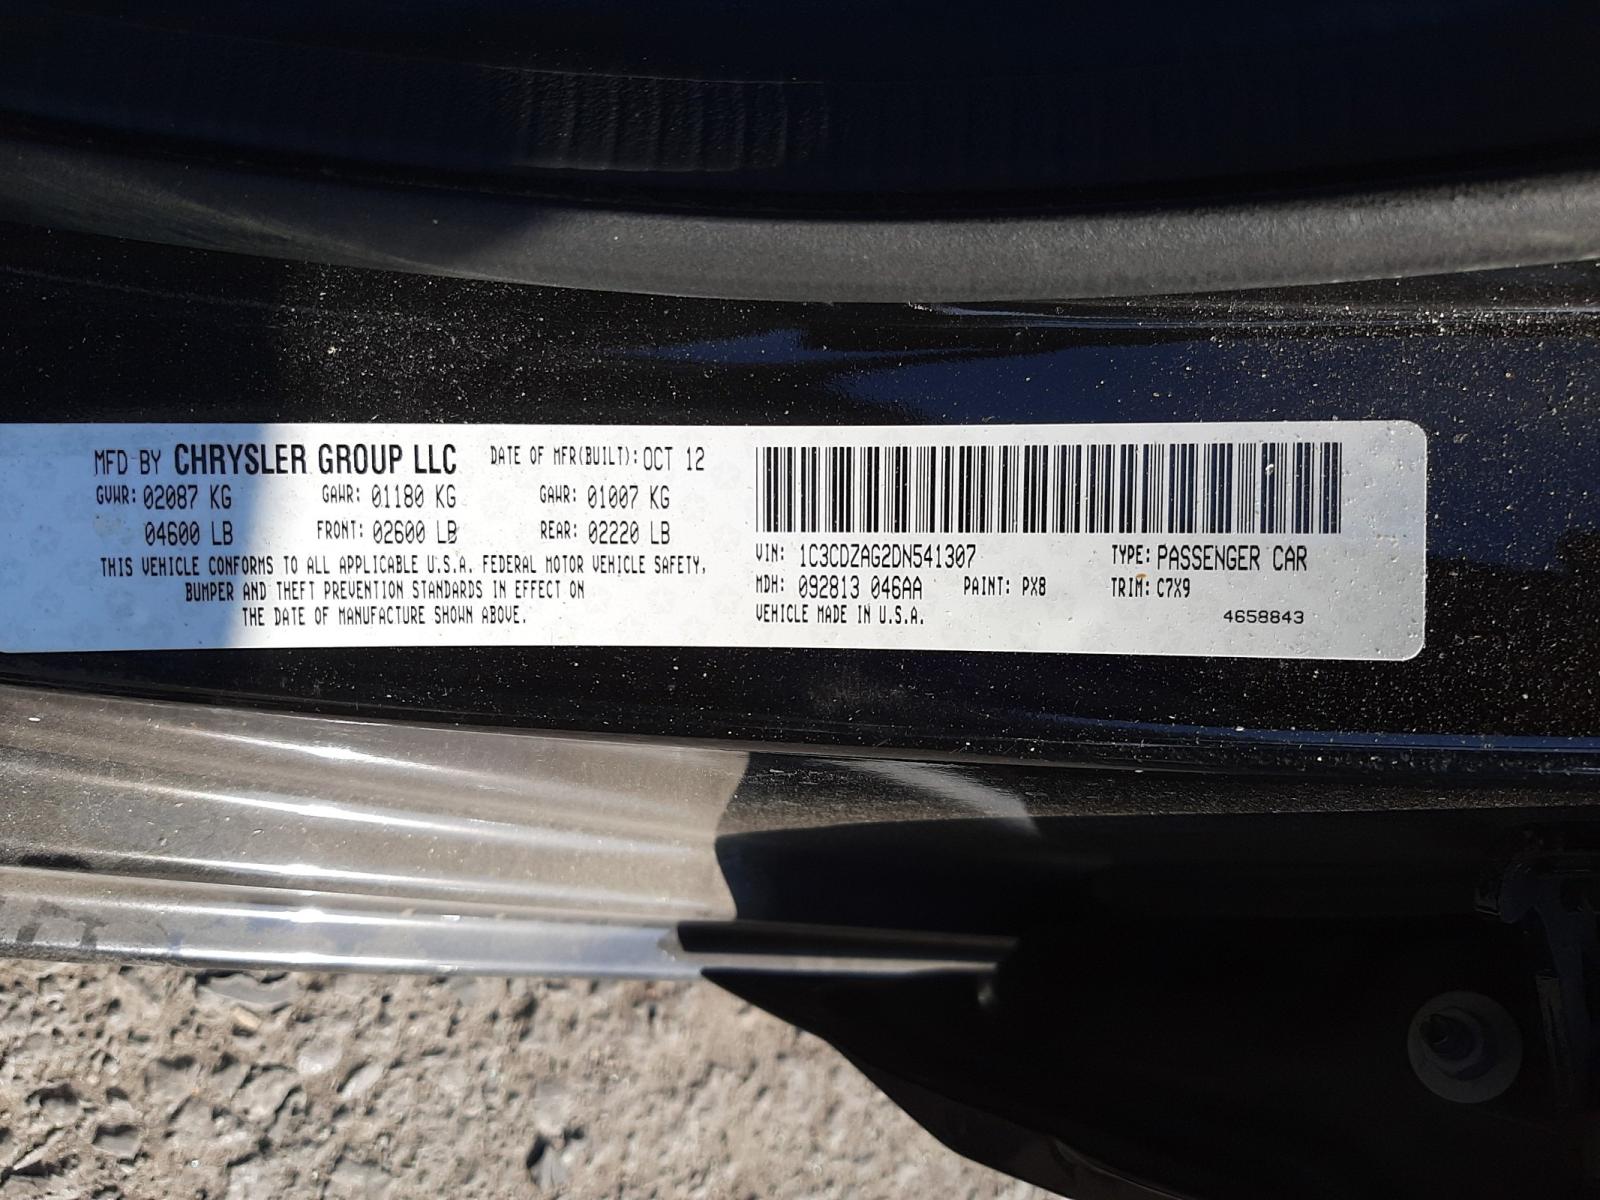 MFD BY CHRYSLER GROUP LLC DATE OF MFR(BUILT): OCT 12
GVWR: 02087 KG GAWR: 01180 KG GAWR: 01007 KG
04600 LB FRONT: 02600 LB REAR: 02220 LB
THIS VEHICLE CONFORMS TO ALL APPLICABLE U.S.A. FEDERAL MOTOR VEHICLE SAFETY,
BUMPER AND THEFT PREVENTION STANDARDS IN EFFECT ON
THE DATE OF MANUFACTURE SHOWN ABOVE.
VIN: 1C3CDZAG2DN541307 TYPE: PASSENGER CAR
MDH: 092813 046AA PAINT: PX8 TRIM: C7X9
VEHICLE MADE IN U.S.A. 4658843